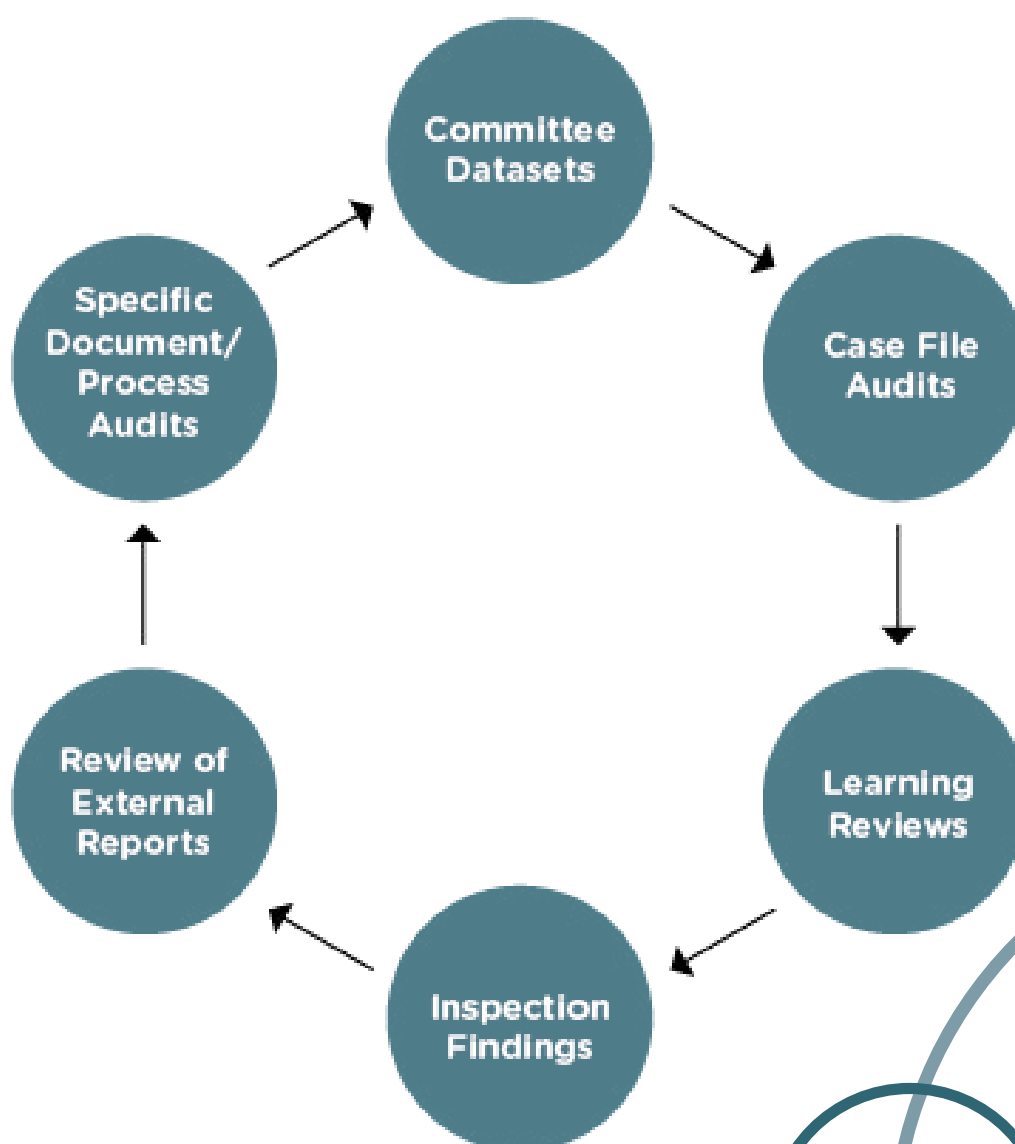 Committee
Datasets
Case File
Audits
Learning
Reviews
Inspection
Findings
Review of
External
Reports
Specific
Document/
Process
Audits